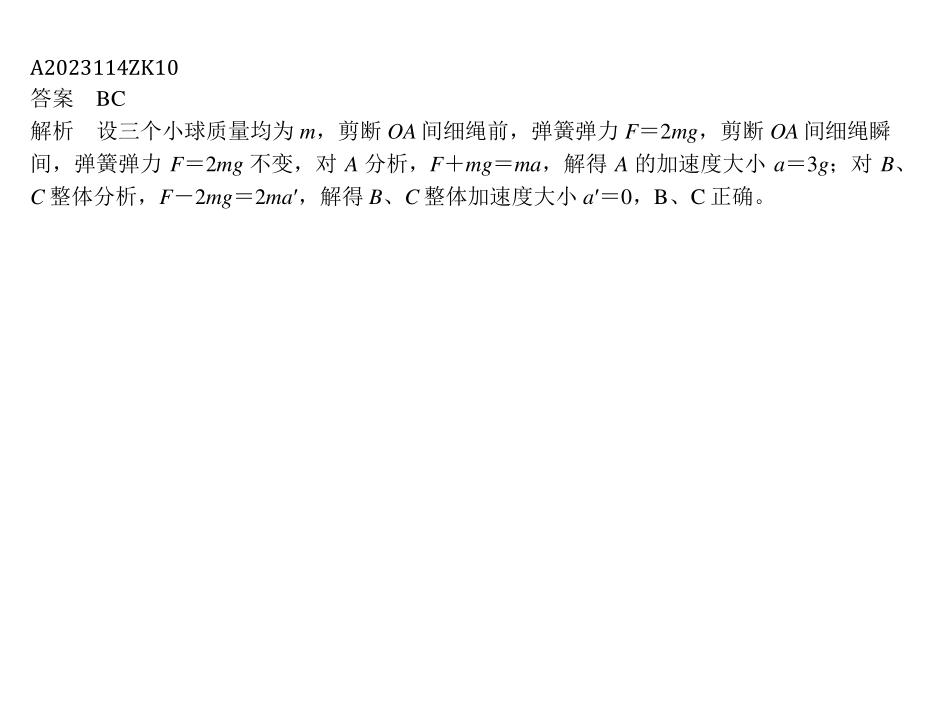 A2023114ZK10
答案　BC
解析　设三个小球质量均为 m，剪断 OA 间细绳前，弹簧弹力 F＝2mg，剪断 OA 间细绳瞬
间，弹簧弹力 F＝2mg 不变，对 A 分析，F＋mg＝ma，解得 A 的加速度大小 a＝3g；对 B、
C 整体分析，F－2mg＝2ma′，解得 B、C 整体加速度大小 a′＝0，B、C 正确。